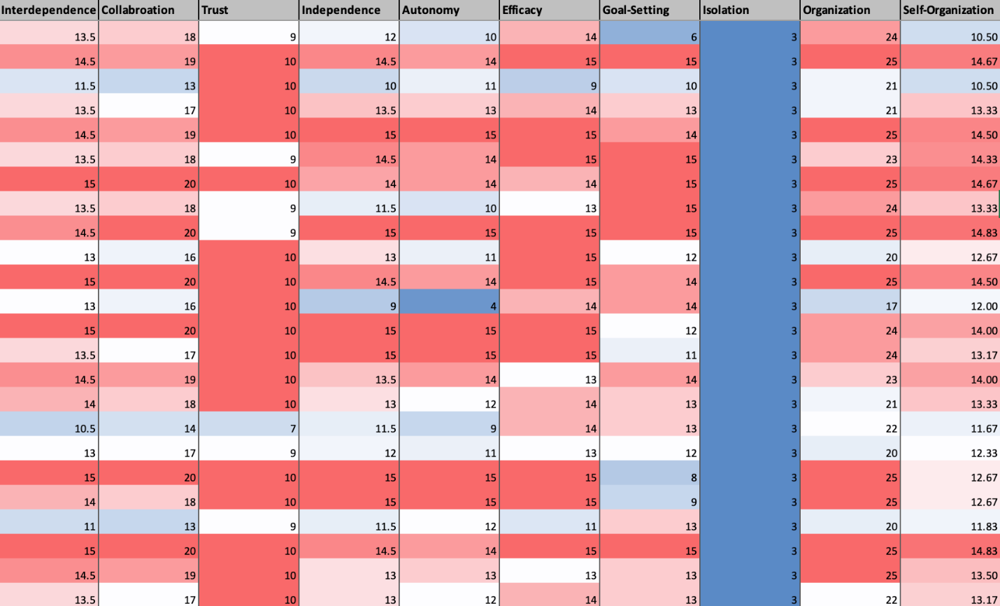 Interdependence Collabroation Trust Independence Autonomy Efficacy Goal-Setting Isolation Organization Self-Organization
13.5 18 9 12 10 14 6 3 24 10.50
14.5 19 10 14.5 14 15 15 3 25 14.67
11.5 13 10 10 11 9 10 3 21 10.50
13.5 17 10 13.5 13 14 13 3 21 13.33
14.5 19 10 15 15 15 14 3 25 14.50
13.5 18 9 14.5 14 15 15 3 23 14.33
15 20 10 14 14 14 15 3 25 14.67
13.5 18 9 11.5 10 13 15 3 24 13.33
14.5 20 9 15 15 15 15 3 25 14.83
13 16 10 13 11 15 12 3 20 12.67
15 20 10 14.5 14 15 14 3 25 14.50
13 16 10 9 4 14 14 3 17 12.00
15 20 10 15 15 15 12 3 24 14.00
13.5 17 10 15 15 15 11 3 24 13.17
14.5 19 10 13.5 14 13 14 3 23 14.00
14 18 10 13 12 14 13 3 21 13.33
10.5 14 7 11.5 9 14 13 3 22 11.67
13 17 9 12 11 13 12 3 20 12.33
15 20 10 15 15 15 8 3 25 12.67
14 18 10 15 15 15 9 3 25 12.67
11 13 9 11.5 12 11 13 3 20 11.83
15 20 10 14.5 14 15 15 3 25 14.83
14.5 19 10 13 13 13 13 3 25 13.50
13.5 17 10 13 12 14 13 3 22 13.17